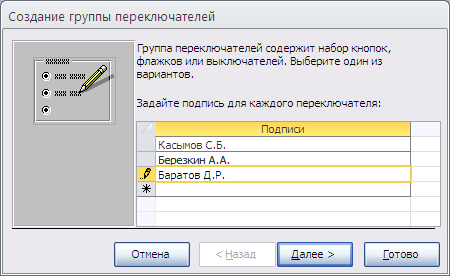 Создание группы переключателей
Группа переключателей содержит набор кнопок,
флажков или выключателей. Выберите один из
вариантов.
Задайте подпись для каждого переключателя:
Подписи
Касымов С.Б.
Березкин А.А.
Баратов Д.Р.
Отмена
< Назад
Далее >
Готово